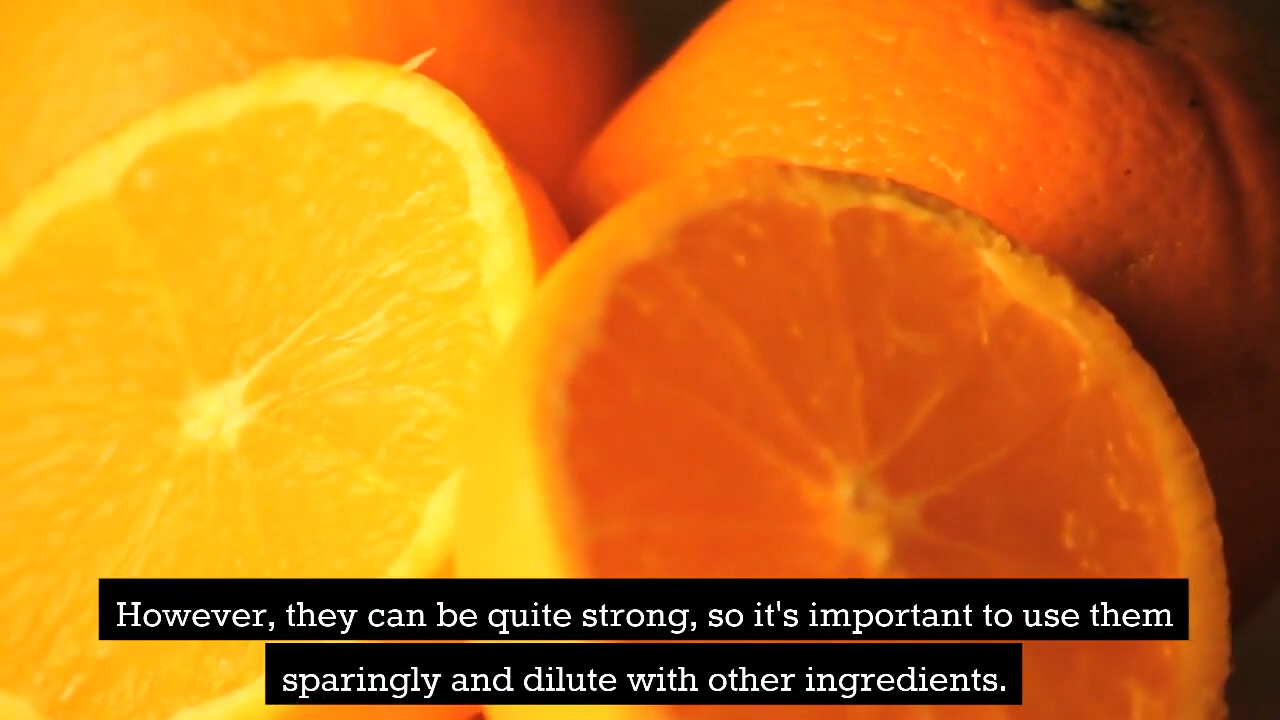 However, they can be quite strong, so it's important to use them
sparingly and dilute with other ingredients.